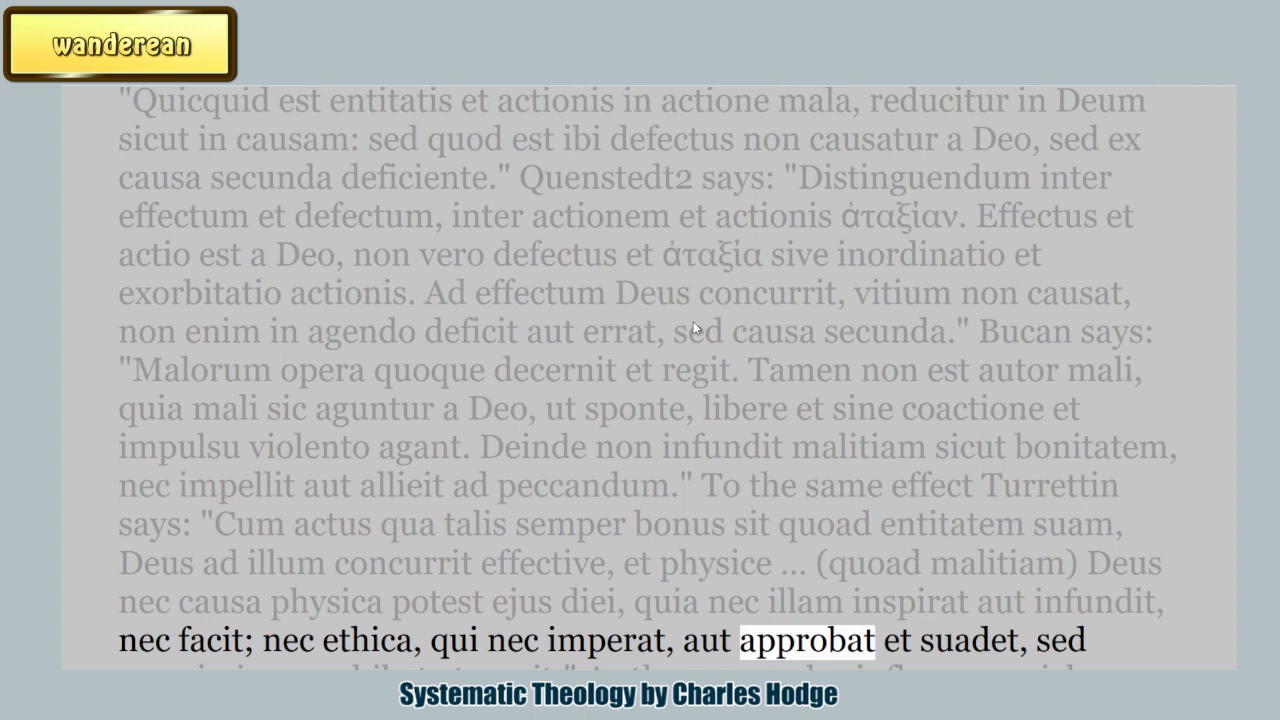 wanderean
"Quicquid est entitatis et actionis in actione mala, reducitur in Deum
sicut in causam: sed quod est ibi defectus non causatur a Deo, sed ex
causa secunda deficiente." Quenstedt2 says: "Distinguendum inter
effectum et defectum, inter actionem et actionis ἀταξίαν. Effectus et
actio est a Deo, non vero defectus et ἀταξία sive inordinatio et
exorbitatio actionis. Ad effectum Deus concurrit, vitium non causat,
non enim in agendo deficit aut errat, sed causa secunda." Bucan says:
"Malorum opera quoque decernit et regit. Tamen non est autor mali,
quia mali sic aguntur a Deo, ut sponte, libere et sine coactione et
impulsu violento agant. Deinde non infundit malitiam sicut bonitatem,
nec impellit aut allieit ad peccandum." To the same effect Turrettin
says: "Cum actus qua talis semper bonus sit quoad entitatem suam,
Deus ad illum concurrit effective, et physice ... (quoad malitiam) Deus
nec causa physica potest ejus diei, quia nec illam inspirat aut infundit,
nec facit; nec ethica, qui nec imperat, aut approbat et suadet, sed
Systematic Theology by Charles Hodge